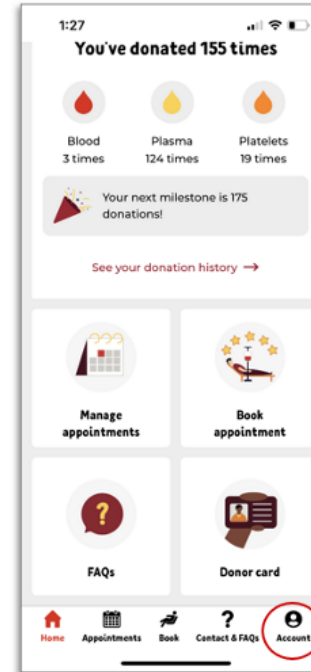 1:27
You've donated 155 times
Blood
3 times
Plasma
124 times
Platelets
19 times
Your next milestone is 175
donations!
See your donation history →
Manage
appointments
Book
appointment
?
FAQs
Donor card
Home
Appointments
Book
?
Contact & FAQs
Account